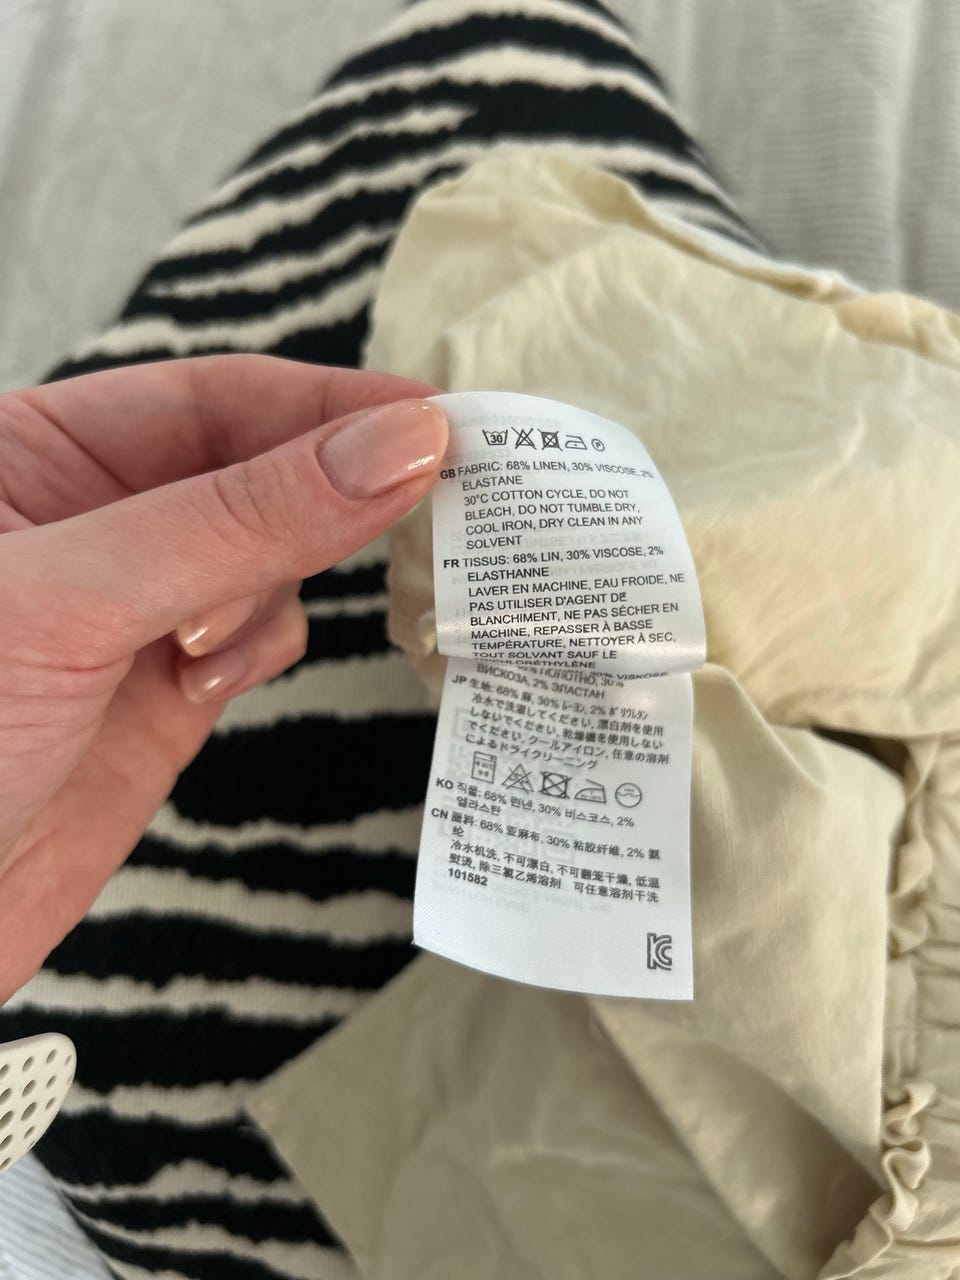 30
P
GB FABRIC: 68% LINEN, 30% VISCOSE, 2%
ELASTANE
30°C COTTON CYCLE, DO NOT
BLEACH, DO NOT TUMBLE DRY,
COOL IRON, DRY CLEAN IN ANY
SOLVENT
FR TISSUS: 68% LIN, 30% VISCOSE, 2%
ELASTHANNE
LAVER EN MACHINE, EAU FROIDE, NE
PAS UTILISER D'AGENT DE
BLANCHIMENT, NE PAS SÉCHER EN
MACHINE, REPASSER À BASSE
TEMPÉRATURE, NETTOYER À SEC,
TOUT SOLVANT SAUF LE
TRICHLORÉTHYLÈNE
ПОЛОТНО, 30%
ВИСКОЗА, 2% ЭЛАСТАН
JP 生地: 68% 麻, 30% レーヨン, 2% ポリウレタン
冷水で洗濯してください, 漂白剤を使用
しないでください, 乾燥機を使用しない
でください, クールアイロン, 任意の溶剤
によるドライクリーニング
KO 직물: 68% 린넨, 30% 비스코스, 2%
엘라스탄
CN 面料: 68% 亚麻布, 30% 粘胶纤维, 2% 氨
纶
冷水机洗, 不可漂白, 不可翻笼干燥, 低温
熨烫, 除三氯乙烯溶剂 可任意溶剂干洗
101582